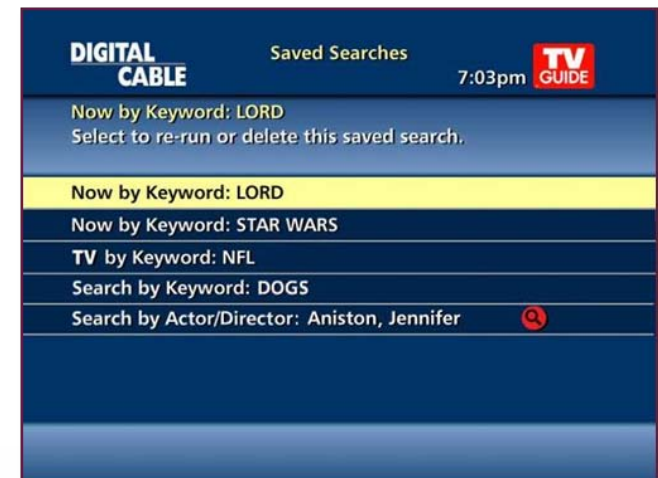 DIGITAL
CABLE
Saved Searches
7:03pm
TV
GUIDE
Now by Keyword: LORD
Select to re-run or delete this saved search.
Now by Keyword: LORD
Now by Keyword: STAR WARS
TV by Keyword: NFL
Search by Keyword: DOGS
Search by Actor/Director: Aniston, Jennifer